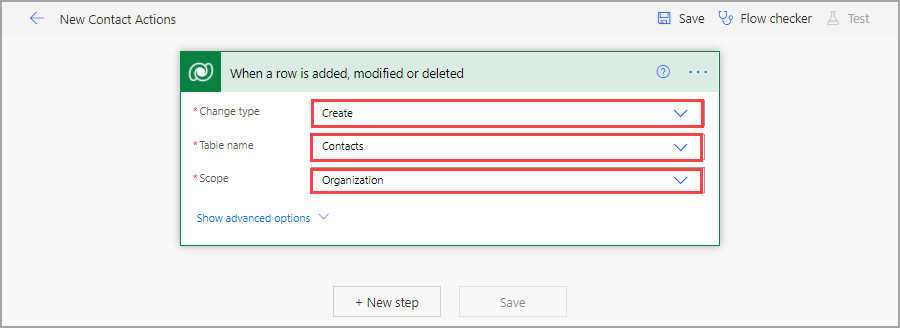 New Contact Actions
Save
Flow checker
Test
When a row is added, modified or deleted
*Change type
Create
*Table name
Contacts
*Scope
Organization
Show advanced options
+ New step
Save